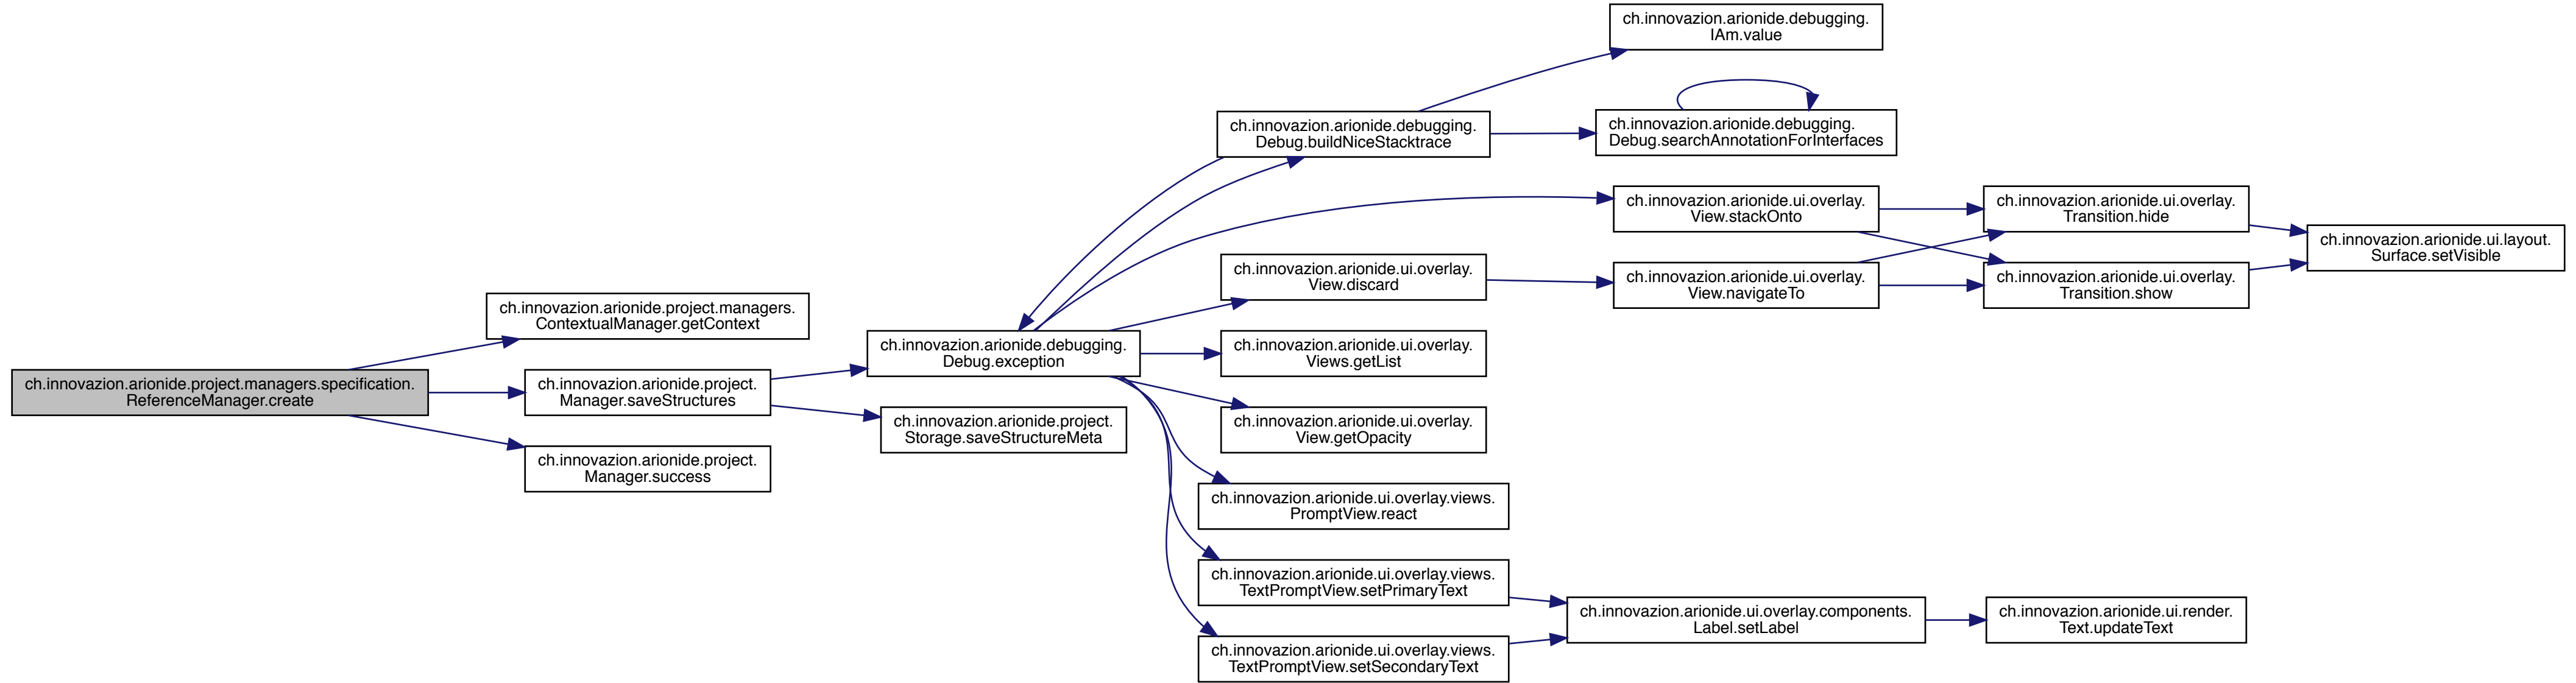 ch.innovazion.arionide.project.managers.specification.
ReferenceManager.create
ch.innovazion.arionide.project.managers.
ContextualManager.getContext
ch.innovazion.arionide.project.
Manager.saveStructures
ch.innovazion.arionide.project.
Manager.success
ch.innovazion.arionide.debugging.
Debug.exception
ch.innovazion.arionide.project.
Storage.saveStructureMeta
ch.innovazion.arionide.debugging.
Debug.buildNiceStacktrace
ch.innovazion.arionide.ui.overlay.
View.discard
ch.innovazion.arionide.ui.overlay.
Views.getList
ch.innovazion.arionide.ui.overlay.
View.getOpacity
ch.innovazion.arionide.ui.overlay.views.
PromptView.react
ch.innovazion.arionide.ui.overlay.views.
TextPromptView.setPrimaryText
ch.innovazion.arionide.ui.overlay.views.
TextPromptView.setSecondaryText
ch.innovazion.arionide.debugging.
IAm.value
ch.innovazion.arionide.debugging.
Debug.searchAnnotationForInterfaces
ch.innovazion.arionide.ui.overlay.
View.stackOnto
ch.innovazion.arionide.ui.overlay.
View.navigateTo
ch.innovazion.arionide.ui.overlay.components.
Label.setLabel
ch.innovazion.arionide.ui.overlay.
Transition.hide
ch.innovazion.arionide.ui.overlay.
Transition.show
ch.innovazion.arionide.ui.render.
Text.updateText
ch.innovazion.arionide.ui.layout.
Surface.setVisible